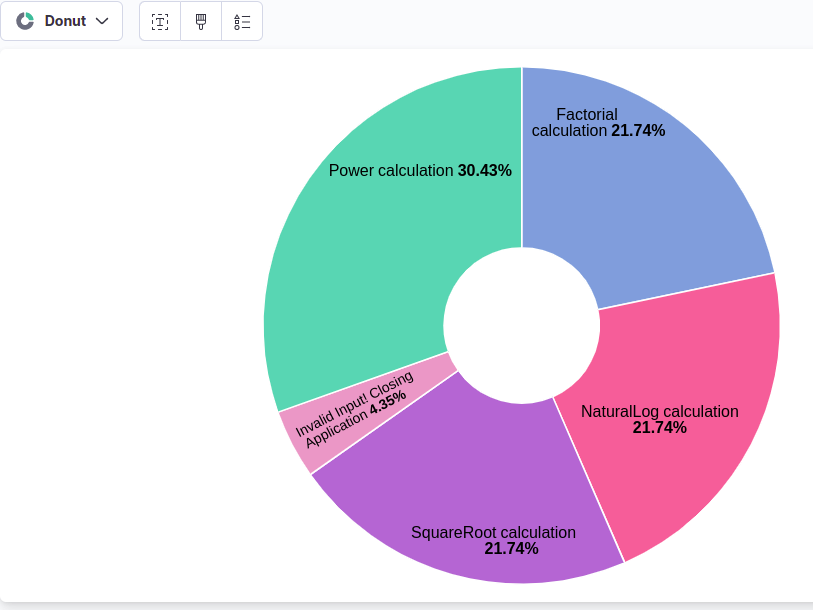 Donut
Factorial
calculation 21.74%
Power calculation 30.43%
Invalid Input! Closing
Application 4.35%
NaturalLog calculation
21.74%
SquareRoot calculation
21.74%